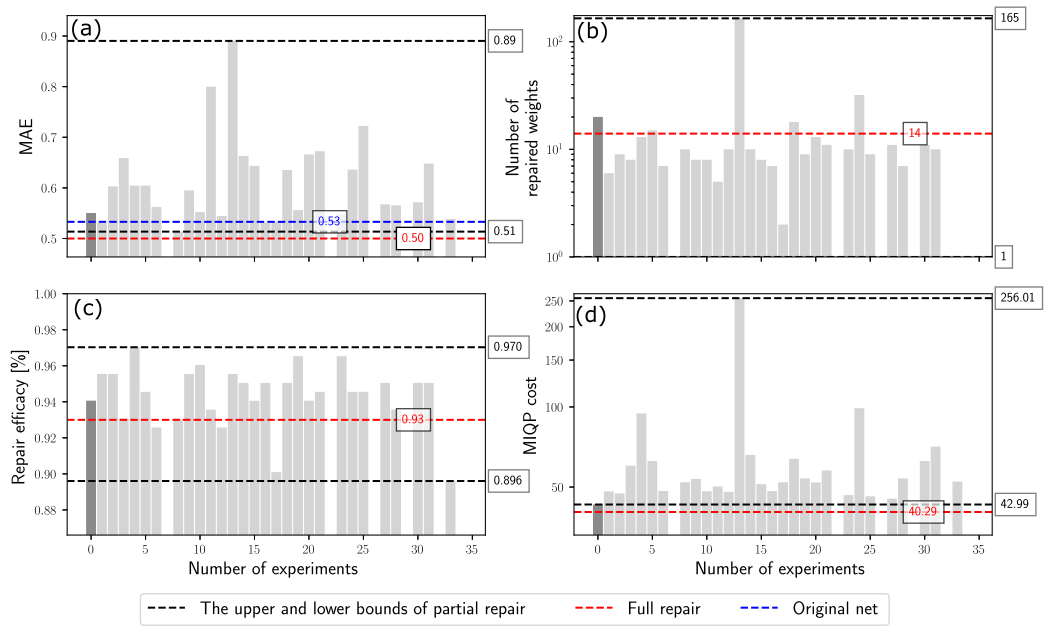 (a)
0.9
0.8
0.7
0.6
0.5
MAE
0.89
0.53
0.51
0.50
(b)
10²
10¹
10⁰
Number of
repaired weights
165
14
1
(c)
1.00
0.98
0.96
0.94
0.92
0.90
0.88
Repair efficacy [%]
0.970
0.93
0.896
0 5 10 15 20 25 30 35
Number of experiments
(d)
250
200
150
100
50
MIQP cost
256.01
42.99
40.29
0 5 10 15 20 25 30 35
Number of experiments
The upper and lower bounds of partial repair Full repair Original net